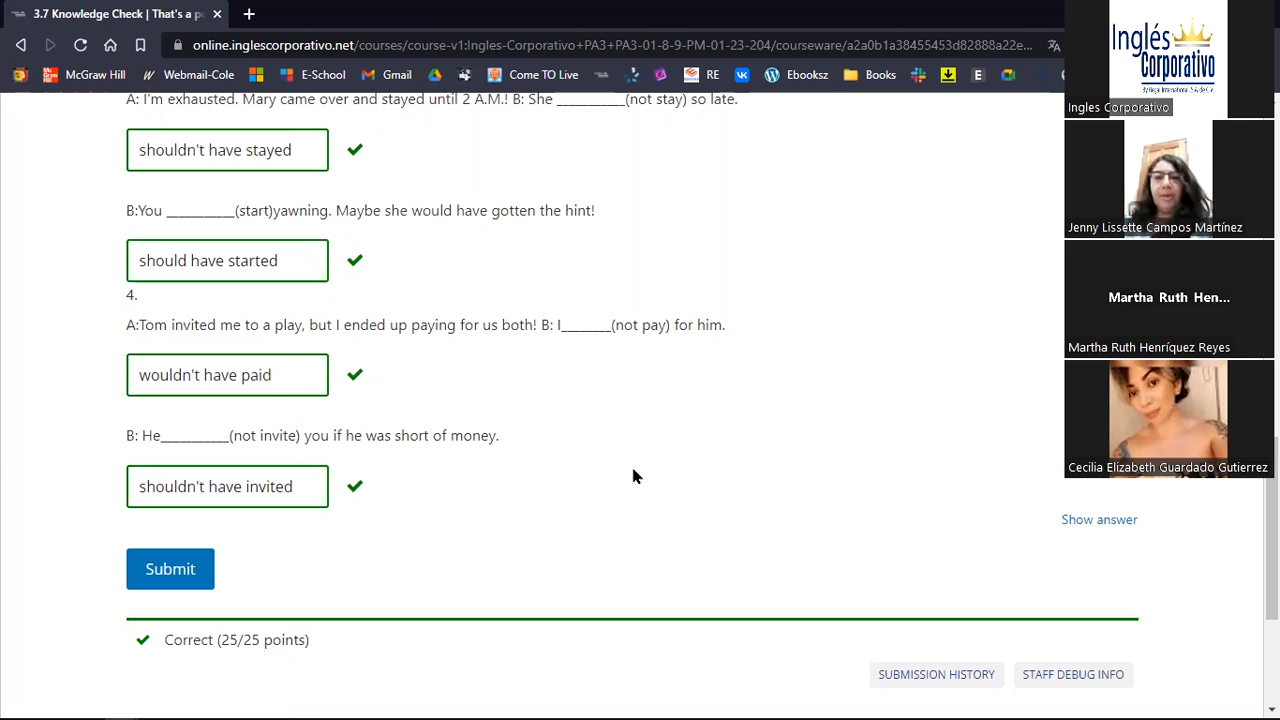 3.7 Knowledge Check | That's a po
online.inglescorporativo.net/courses/course-v1:Ingles-Corporativo+PA3+PA3-01-8-9-PM-01-23-204/courseware/a2a0b1a38455453d82888a22e...
McGraw Hill
Webmail-Cole
E-School
Gmail
Come TO Live
RE
Ebooksz
Books
E
A: I'm exhausted. Mary came over and stayed until 2 A.M.! B: She __________(not stay) so late.
shouldn't have stayed
B:You __________(start)yawning. Maybe she would have gotten the hint!
should have started
4.
A:Tom invited me to a play, but I ended up paying for us both! B: I_______(not pay) for him.
wouldn't have paid
B: He__________(not invite) you if he was short of money.
shouldn't have invited
Show answer
Submit
Correct (25/25 points)
SUBMISSION HISTORY
STAFF DEBUG INFO
Inglés
Corporativo
Ingles Corporativo
Jenny Lissette Campos Martínez
Martha Ruth Hen...
Martha Ruth Henríquez Reyes
Cecilia Elizabeth Guardado Gutierrez